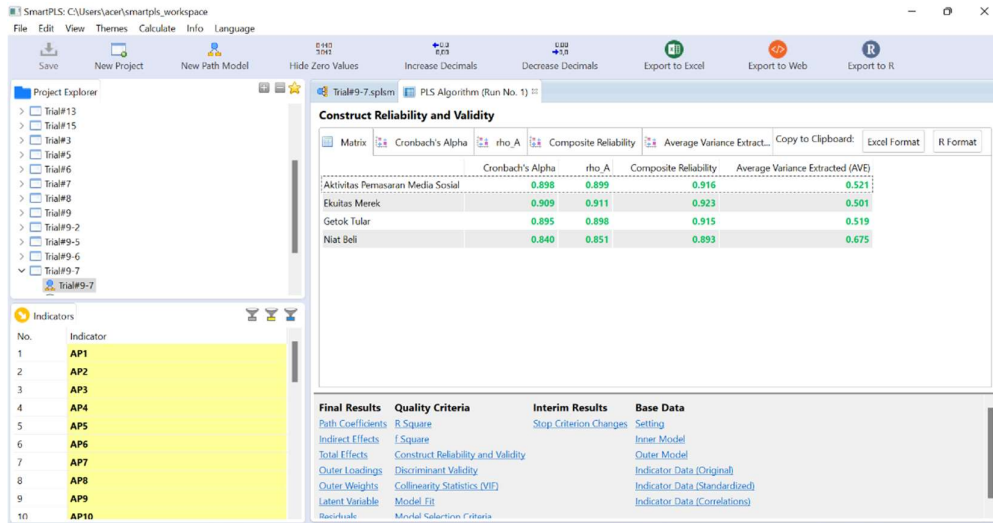 SmartPLS: C:\Users\acer\smartpls_workspace
File Edit View Themes Calculate Info Language
Save New Project New Path Model Hide Zero Values Increase Decimals Decrease Decimals Export to Excel Export to Web Export to R
Project Explorer
Trial#13
Trial#15
Trial#3
Trial#5
Trial#6
Trial#7
Trial#8
Trial#9
Trial#9-2
Trial#9-5
Trial#9-6
Trial#9-7
Trial#9-7
Indicators
No. Indicator
1 AP1
2 AP2
3 AP3
4 AP4
5 AP5
6 AP6
7 AP7
8 AP8
9 AP9
10 AP10
Trial#9-7.splsm PLS Algorithm (Run No. 1)
Construct Reliability and Validity
Matrix Cronbach's Alpha rho_A Composite Reliability Average Variance Extract... Copy to Clipboard: Excel Format R Format
Cronbach's Alpha rho_A Composite Reliability Average Variance Extracted (AVE)
Aktivitas Pemasaran Media Sosial 0.898 0.899 0.916 0.521
Ekuitas Merek 0.909 0.911 0.923 0.501
Getok Tular 0.895 0.898 0.915 0.519
Niat Beli 0.840 0.851 0.893 0.675
Final Results Quality Criteria Interim Results Base Data
Path Coefficients R Square Stop Criterion Changes Setting
Indirect Effects f Square Inner Model
Total Effects Construct Reliability and Validity Outer Model
Outer Loadings Discriminant Validity Indicator Data (Original)
Outer Weights Collinearity Statistics (VIF) Indicator Data (Standardized)
Latent Variable Model_Fit Indicator Data (Correlations)
Residuals Model Selection Criteria